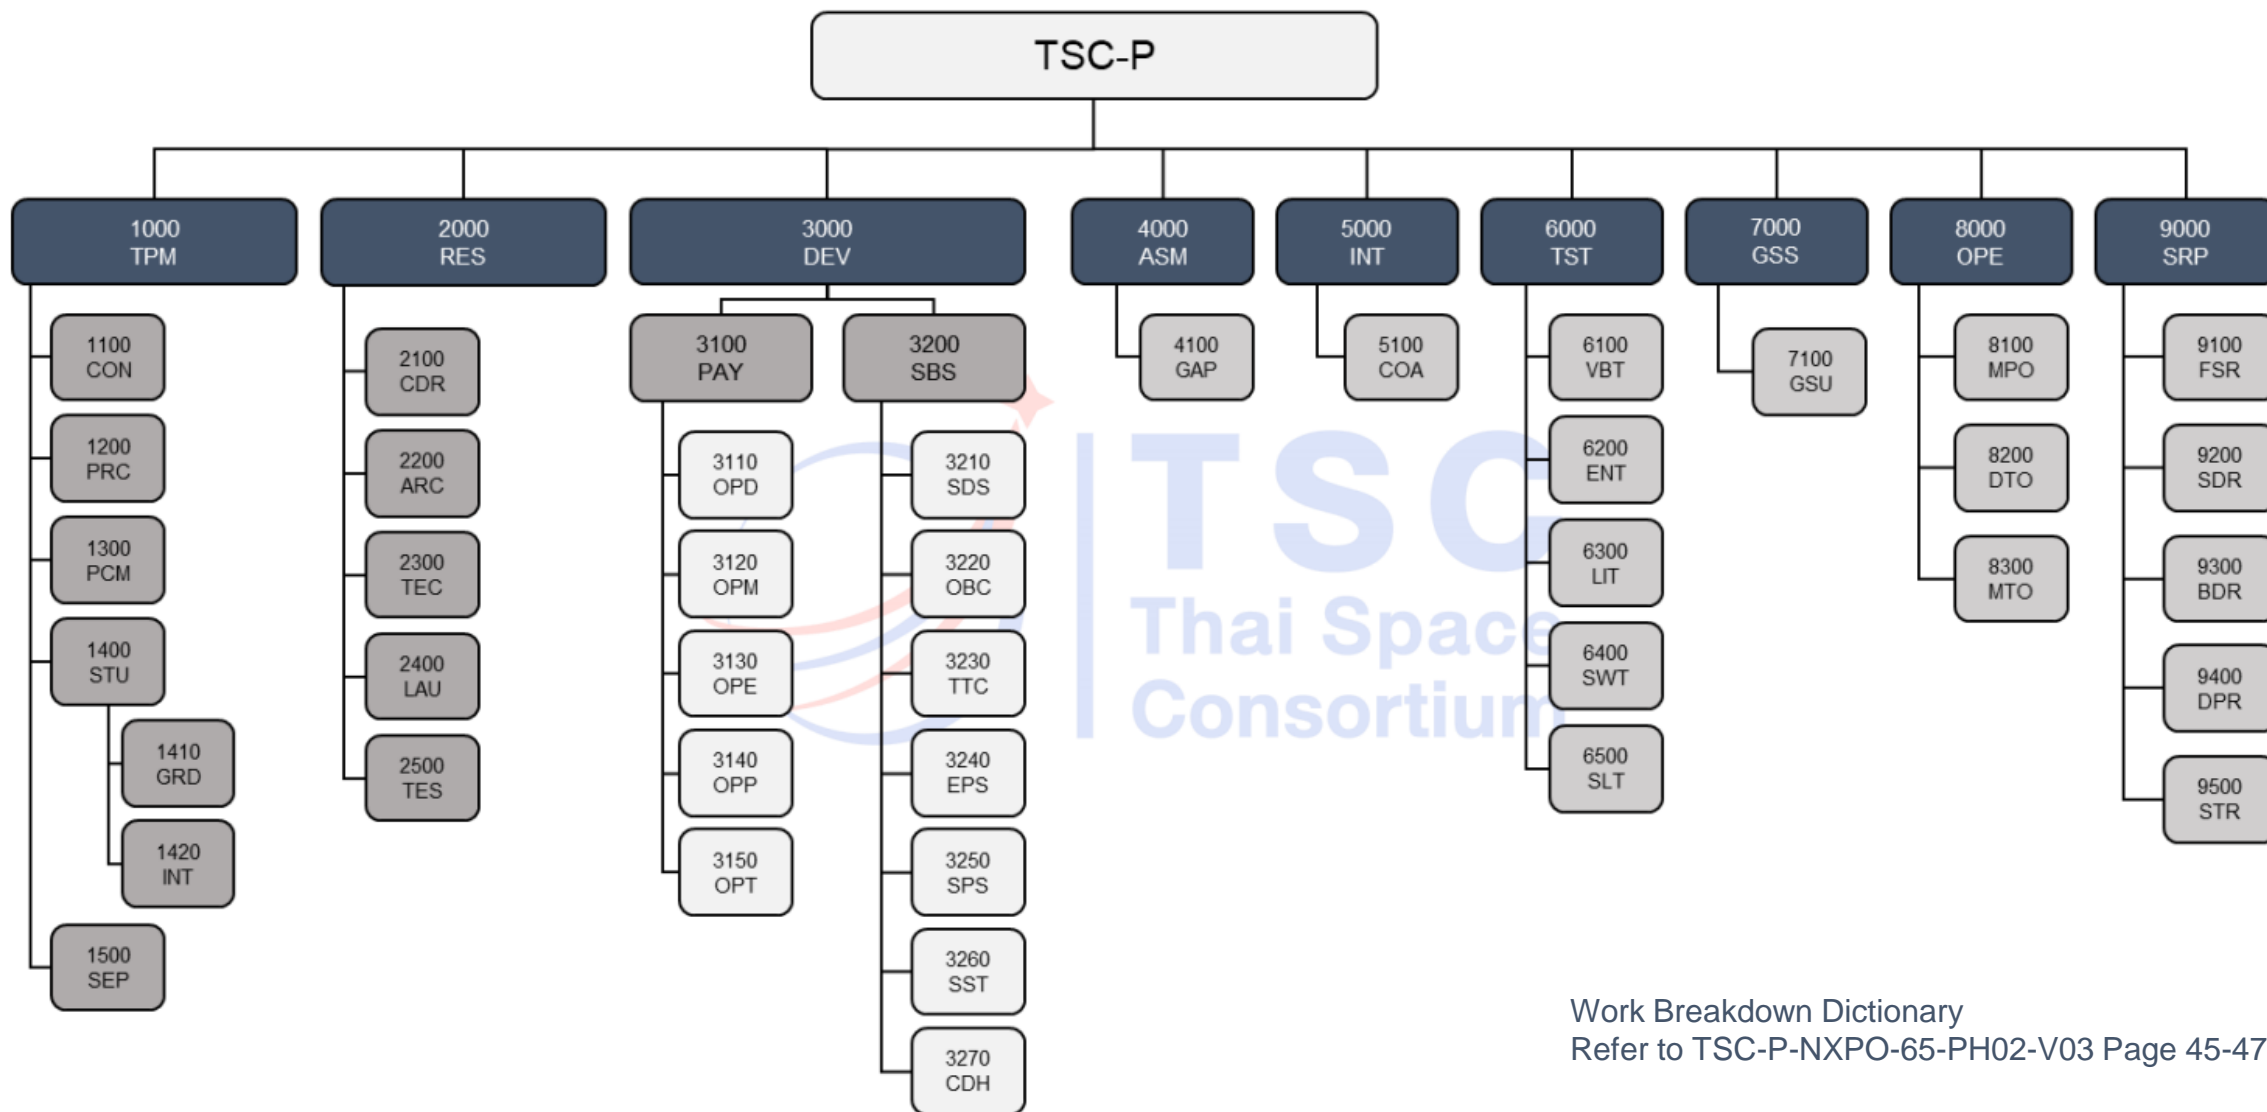 TSC-P
1000
TPM
2000
RES
3000
DEV
4000
ASM
5000
INT
6000
TST
7000
GSS
8000
OPE
9000
SRP
1100
CON
1200
PRC
1300
PCM
1400
STU
1410
GRD
1420
INT
1500
SEP
2100
CDR
2200
ARC
2300
TEC
2400
LAU
2500
TES
3100
PAY
3110
OPD
3120
OPM
3130
OPE
3140
OPP
3150
OPT
3200
SBS
3210
SDS
3220
OBC
3230
TTC
3240
EPS
3250
SPS
3260
SST
3270
CDH
4100
GAP
5100
COA
6100
VBT
6200
ENT
6300
LIT
6400
SWT
6500
SLT
7100
GSU
8100
MPO
8200
DTO
8300
MTO
9100
FSR
9200
SDR
9300
BDR
9400
DPR
9500
STR
TSC
Thai Space
Consortium
Work Breakdown Dictionary
Refer to TSC-P-NXPO-65-PH02-V03 Page 45-47